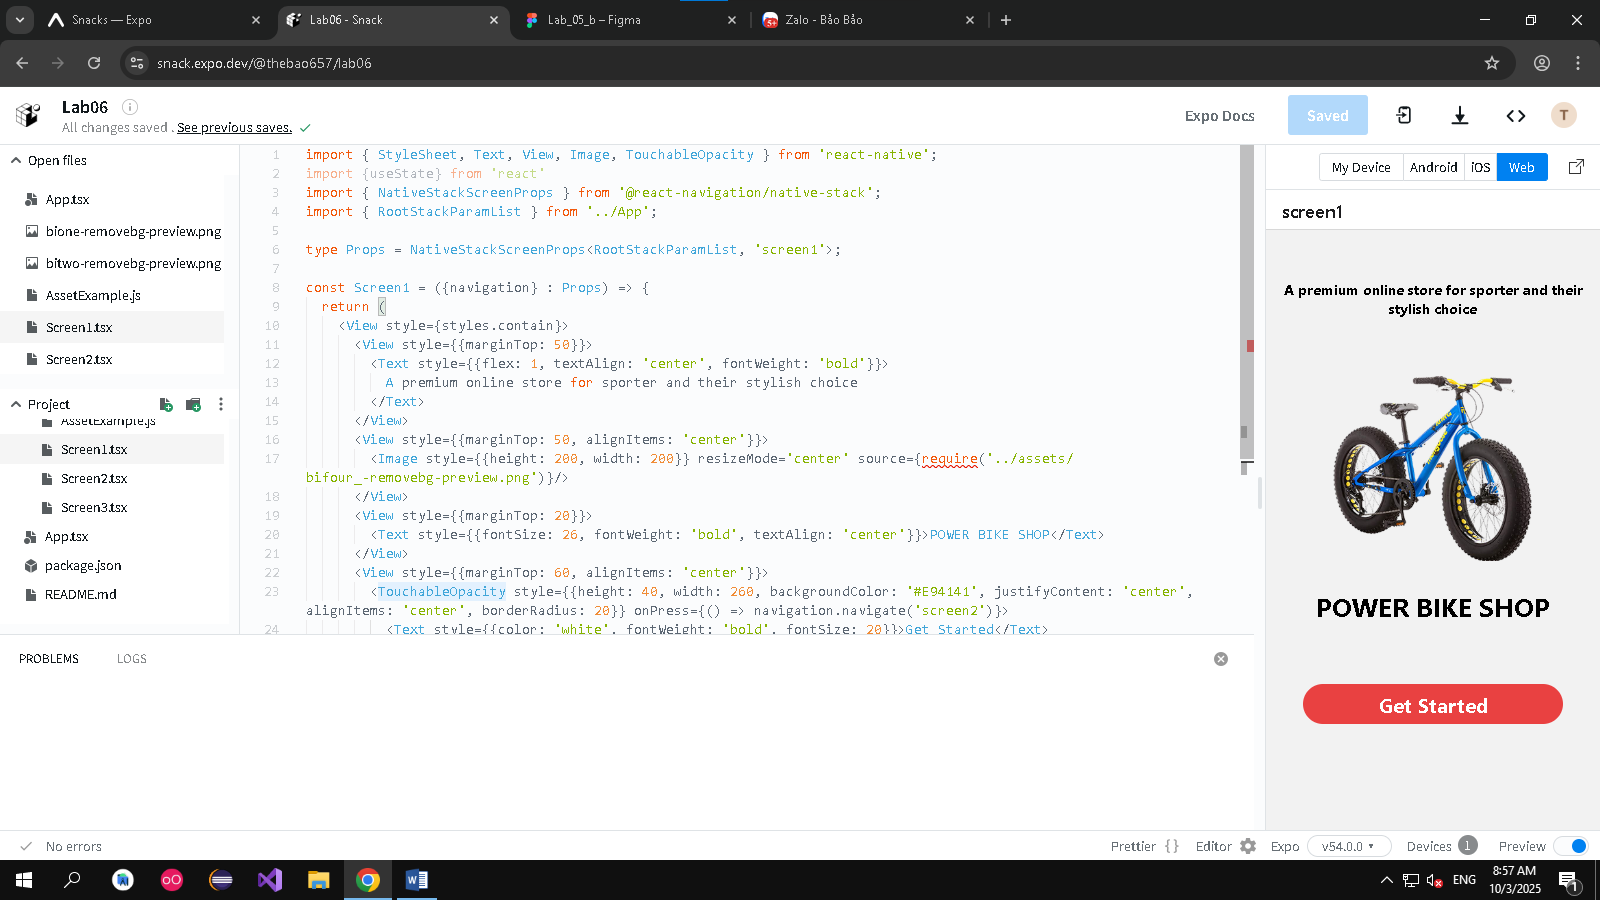 Snacks — Expo
Lab06 - Snack
Lab_05_b – Figma
Zalo - Bảo Bảo
snack.expo.dev/@thebao657/lab06
Lab06
All changes saved . See previous saves.
Expo Docs
Saved
T
Open files
App.tsx
bione-removebg-preview.png
bitwo-removebg-preview.png
AssetExample.js
Screen1.tsx
Screen2.tsx
Project
AssetExample.js
Screen1.tsx
Screen2.tsx
Screen3.tsx
App.tsx
package.json
README.md
1 import { StyleSheet, Text, View, Image, TouchableOpacity } from 'react-native';
2 import {useState} from 'react'
3 import { NativeStackScreenProps } from '@react-navigation/native-stack';
4 import { RootStackParamList } from '../App';
5
6 type Props = NativeStackScreenProps<RootStackParamList, 'screen1'>;
7
8 const Screen1 = ({navigation} : Props) => {
9 return (
10 <View style={styles.contain}>
11 <View style={{marginTop: 50}}>
12 <Text style={{flex: 1, textAlign: 'center', fontWeight: 'bold'}}>
13 A premium online store for sporter and their stylish choice
14 </Text>
15 </View>
16 <View style={{marginTop: 50, alignItems: 'center'}}>
17 <Image style={{height: 200, width: 200}} resizeMode='center' source={require('../assets/
bifour_-removebg-preview.png')}/>
18 </View>
19 <View style={{marginTop: 20}}>
20 <Text style={{fontSize: 26, fontWeight: 'bold', textAlign: 'center'}}>POWER BIKE SHOP</Text>
21 </View>
22 <View style={{marginTop: 60, alignItems: 'center'}}>
23 <TouchableOpacity style={{height: 40, width: 260, backgroundColor: '#E94141', justifyContent: 'center',
alignItems: 'center', borderRadius: 20}} onPress={() => navigation.navigate('screen2')}>
24 <Text style={{color: 'white', fontWeight: 'bold', fontSize: 20}}>Get Started</Text>
My Device
Android
iOS
Web
screen1
A premium online store for sporter and their
stylish choice
POWER BIKE SHOP
Get Started
PROBLEMS
LOGS
No errors
Prettier { }
Editor
Expo
v54.0.0
Devices 1
Preview
ENG
8:57 AM
10/3/2025
1